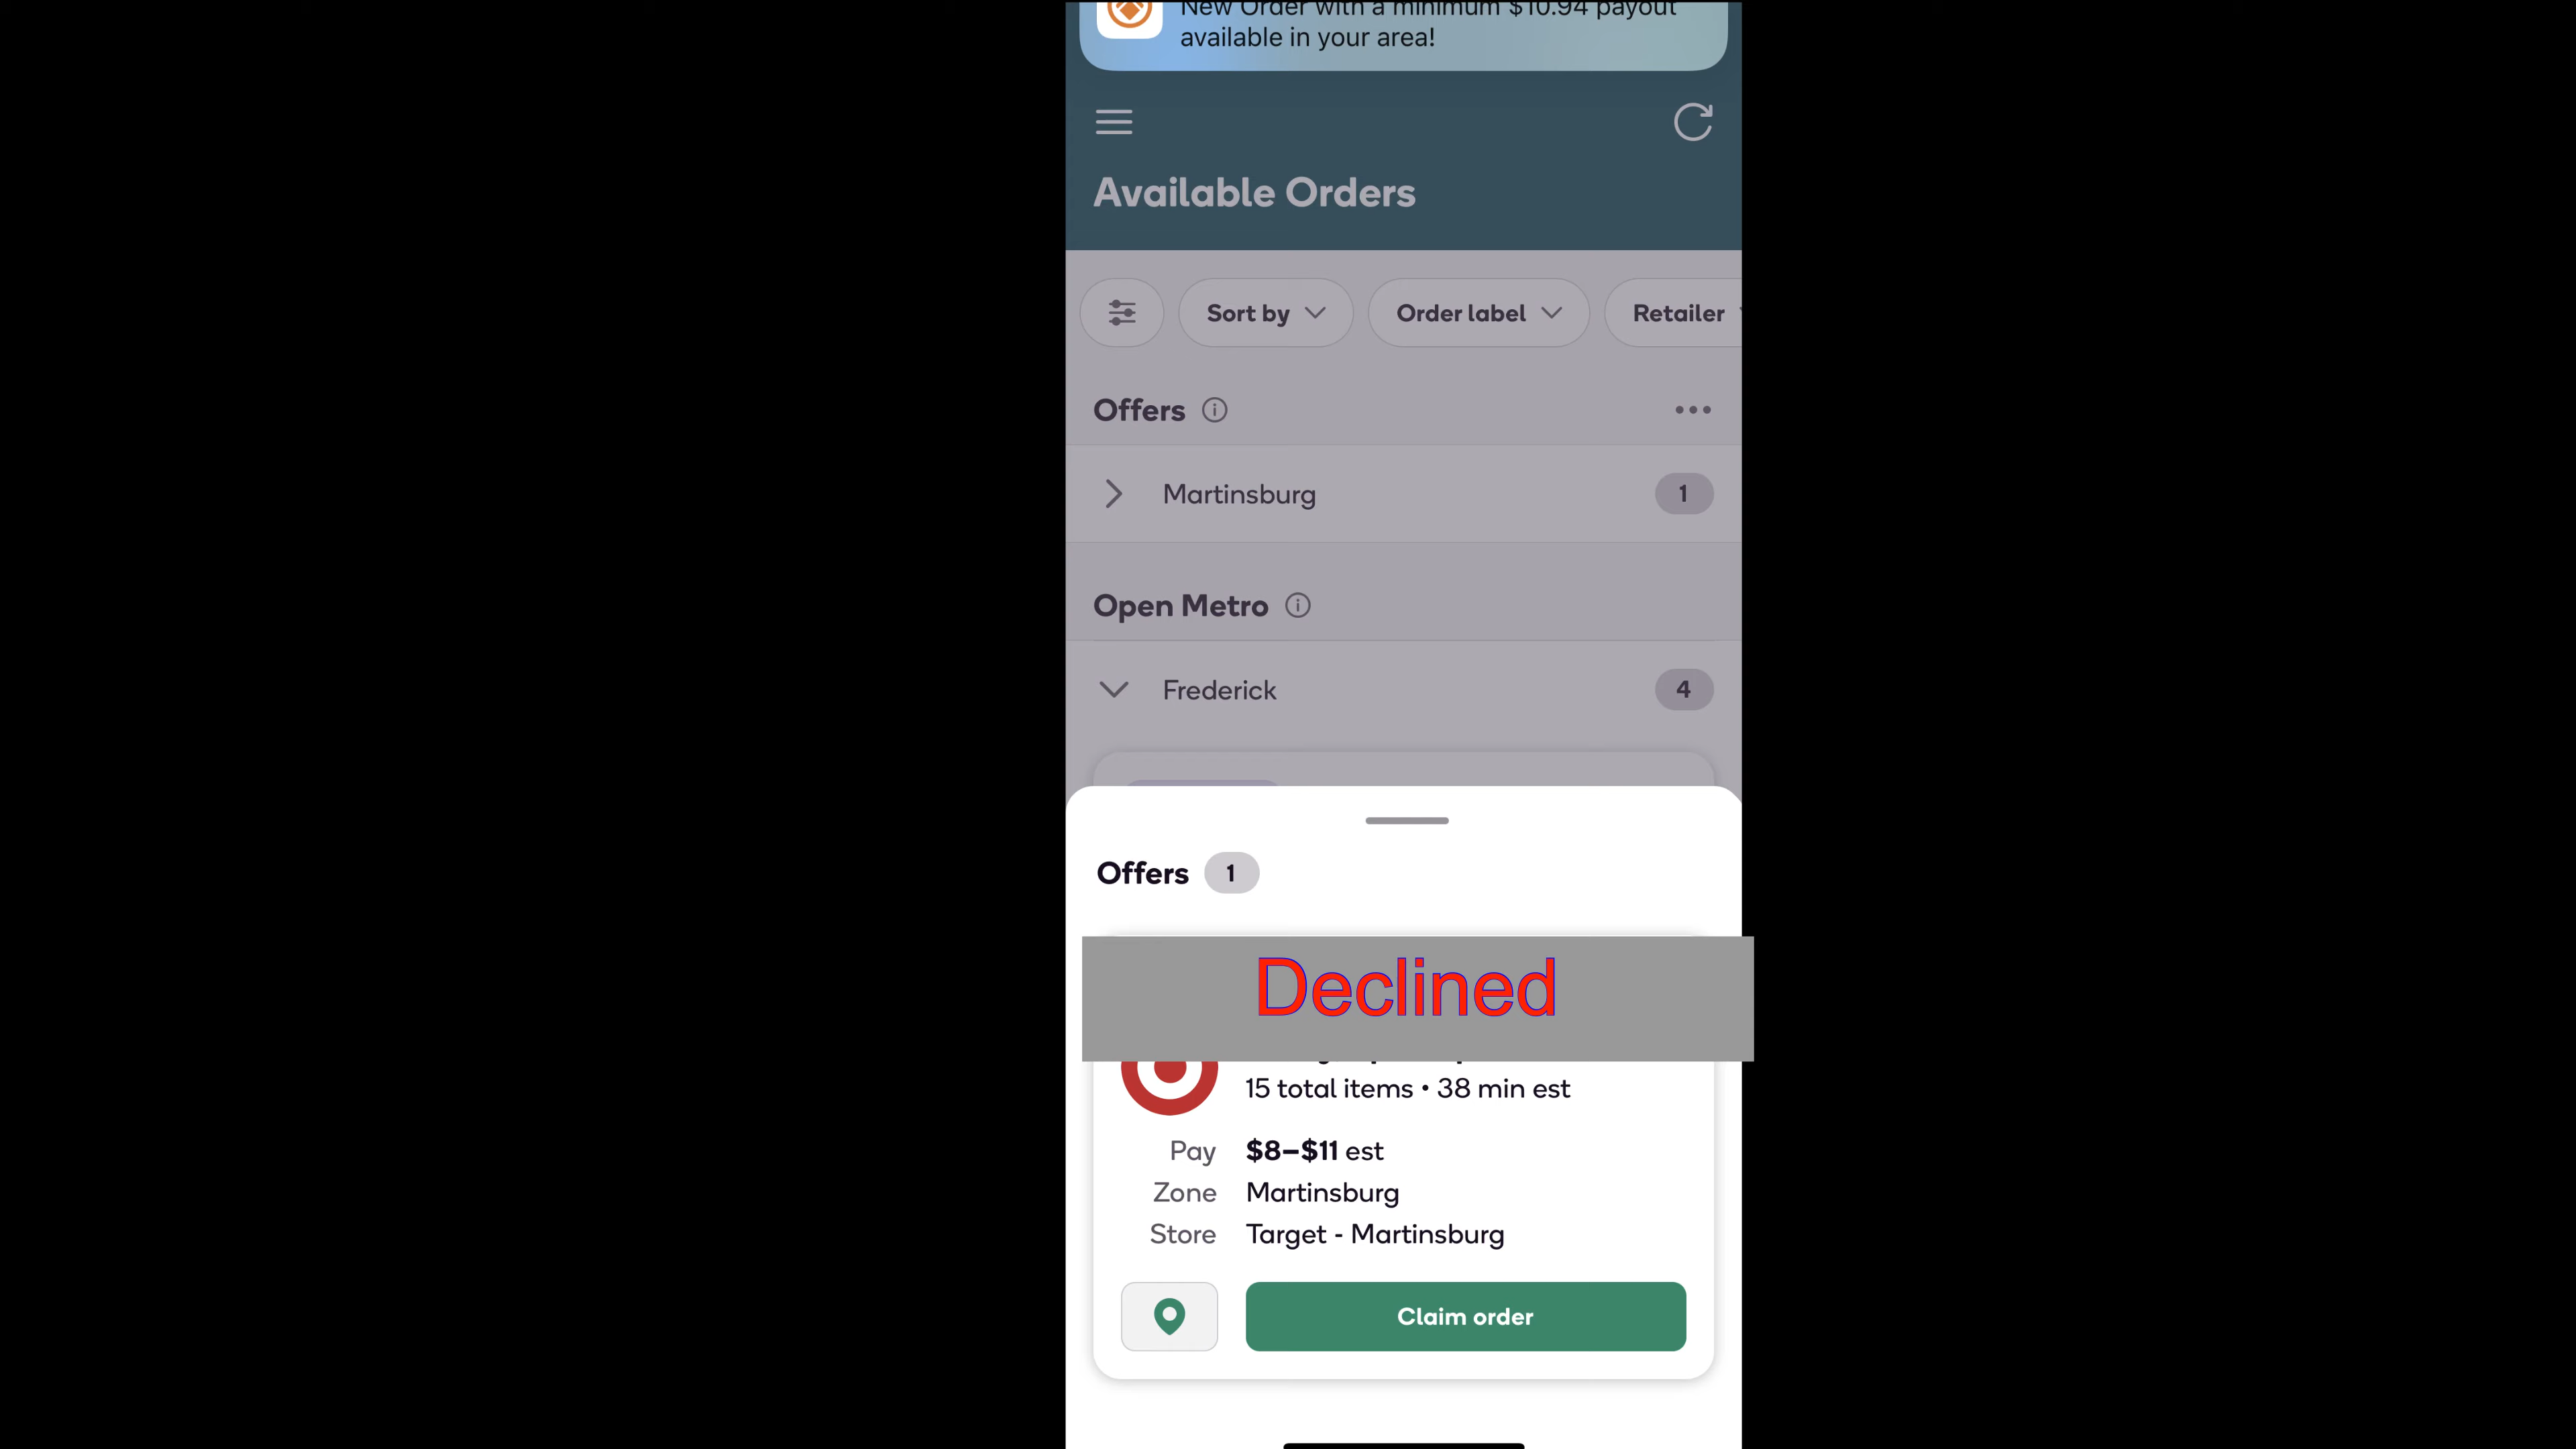 New Order with a minimum $10.94 payout
available in your area!
Available Orders
Sort by
Order label
Retailer
Offers
Martinsburg
1
Open Metro
Frederick
4
Offers 1
Declined
15 total items • 38 min est
Pay $8–$11 est
Zone Martinsburg
Store Target - Martinsburg
Claim order